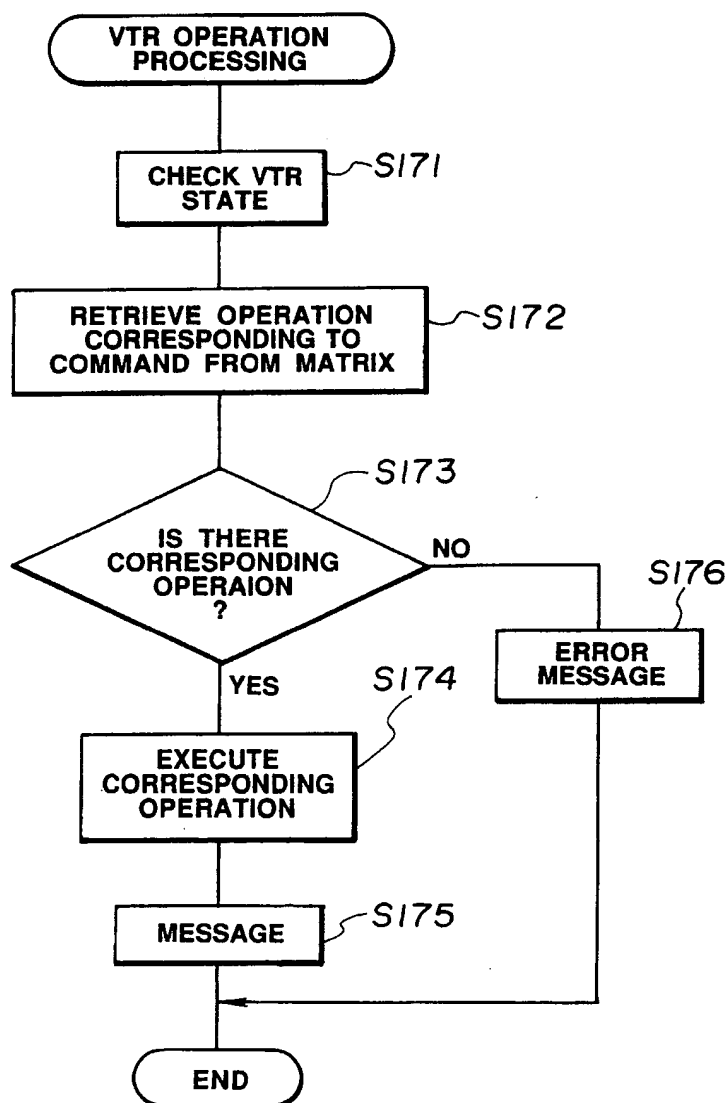 VTR OPERATION
PROCESSING
S171
CHECK VTR
STATE
S172
RETRIEVE OPERATION
CORRESPONDING TO
COMMAND FROM MATRIX
S173
IS THERE
CORRESPONDING
OPERAION
?
NO
S176
ERROR
MESSAGE
YES
S174
EXECUTE
CORRESPONDING
OPERATION
S175
MESSAGE
END